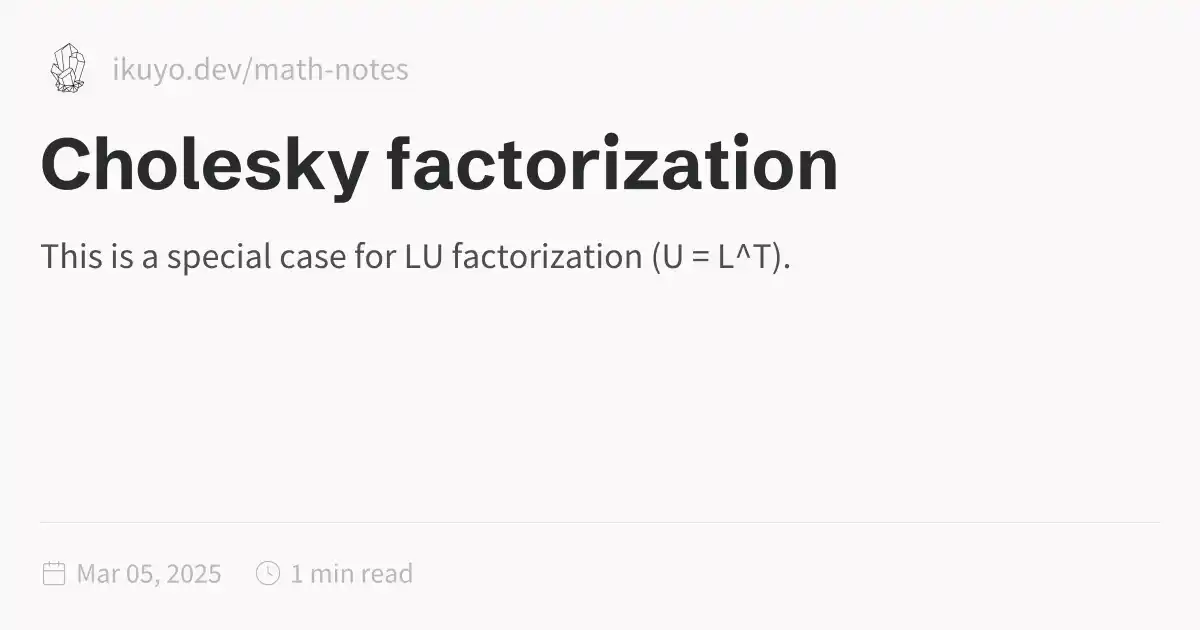 ikuyo.dev/math-notes
Cholesky factorization
This is a special case for LU factorization (U = L^T).
Mar 05, 2025 1 min read